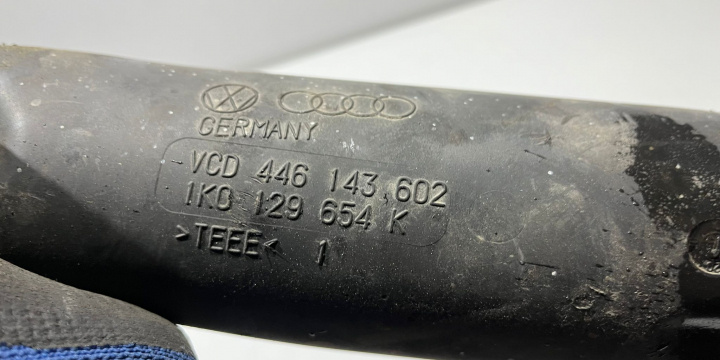 GERMANY
VCD 446 143,602
1K0 129 654 K
>TEEE< 1